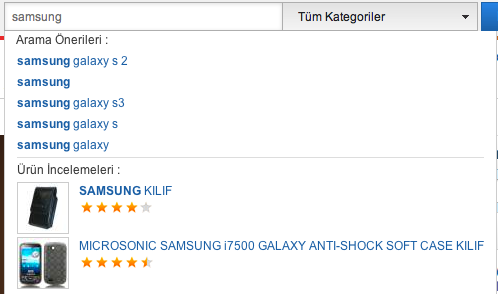 samsung
Tüm Kategoriler
Arama Önerileri :
samsung galaxy s 2
samsung
samsung galaxy s3
samsung galaxy s
samsung galaxy
Ürün İncelemeleri :
SAMSUNG KILIF
MICROSONIC SAMSUNG i7500 GALAXY ANTI-SHOCK SOFT CASE KILIF